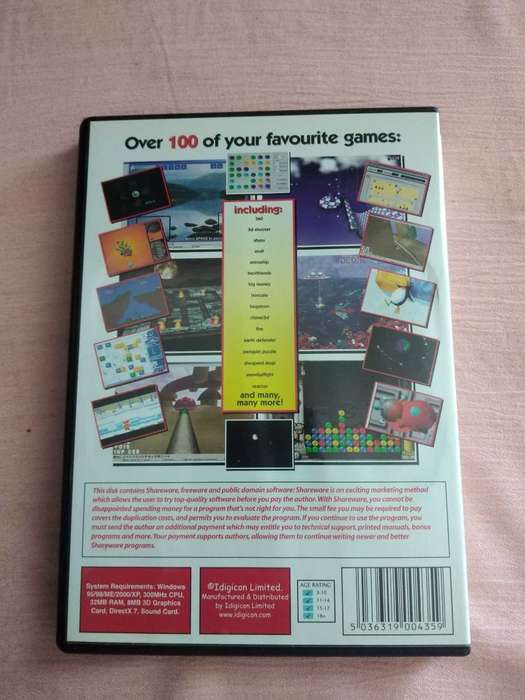 Over 100 of your favourite games:
including:
3d shooter
big money
earth defender
penguin puzzle
reactor
and many,
many more!
This disk contains Shareware, freeware and public domain software: Shareware is an exciting marketing method
which allows the user to try top-quality software before you pay the author. With Shareware, you cannot be
disappointed spending money for a program that's not right for you. The small fee you may be required to pay
covers the duplication costs, and permits you to evaluate the program. If you continue to use the program, you
must send the author an additional payment which may entitle you to technical support, printed manuals, bonus
programs and more. Your payment supports authors, allowing them to continue writing newer and better
Shareware programs.
System Requirements: Windows
95/98/ME/2000/XP, 300MHz CPU,
32MB RAM, 8MB 3D Graphics
Card, DirectX 7, Sound Card.
©Idigicon Limited.
Manufactured & Distributed
by Idigicon Limited
www.idigicon.com
AGE RATING
3-10
11-14
15-17
18+
5 036319 004359